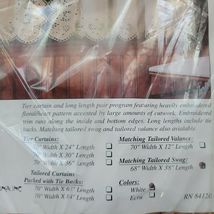 Tier curtain and long length pair program featuring heavily embroidered
floral/heart pattern accented by large amounts of cutwork. Embroidered
trim runs along the inside and bottom edges. Long lengths include tie
backs. Matching tailored swag and tailored valance also available.
Tier Curtains:
70" Width X 24" Length
70" Width X 30" Length
70" Width X 36" Length
Tailored Curtains
Packed with Tie Backs:
70" Width X 63" Length
70" Width X 84" Length
Matching Tailored Valance:
70" Width X 12" Length
Matching Tailored Swag:
68" Width X 38" Length
Colors:
White
Ecru